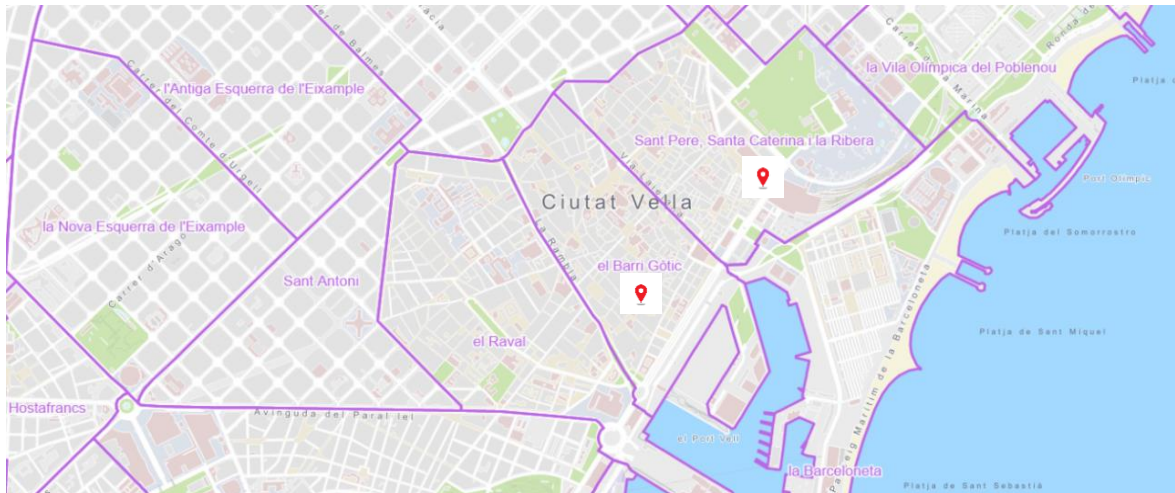 Carrer de Balmes
àcia
Carrer de Marina
Ronda de
la Vila Olímpica del Poblenou
Platja d
l'Antiga Esquerra de l'Eixample
Carrer del Comte d'Urgell
Sant Pere, Santa Caterina i la Ribera
Via Laietana
Port Olímpic
Ciutat Vella
la Nova Esquerra de l'Eixample
Carrer d'Aragó
La Rambla
Platja del Somorrostro
el Barri Gòtic
Sant Antoni
Platja de Sant Miquel
el Raval
Passeig Marítim de la Barceloneta
Hostafrancs
Avinguda del Paral·lel
el Port Vell
la Barceloneta
Platja de Sant Sebastià